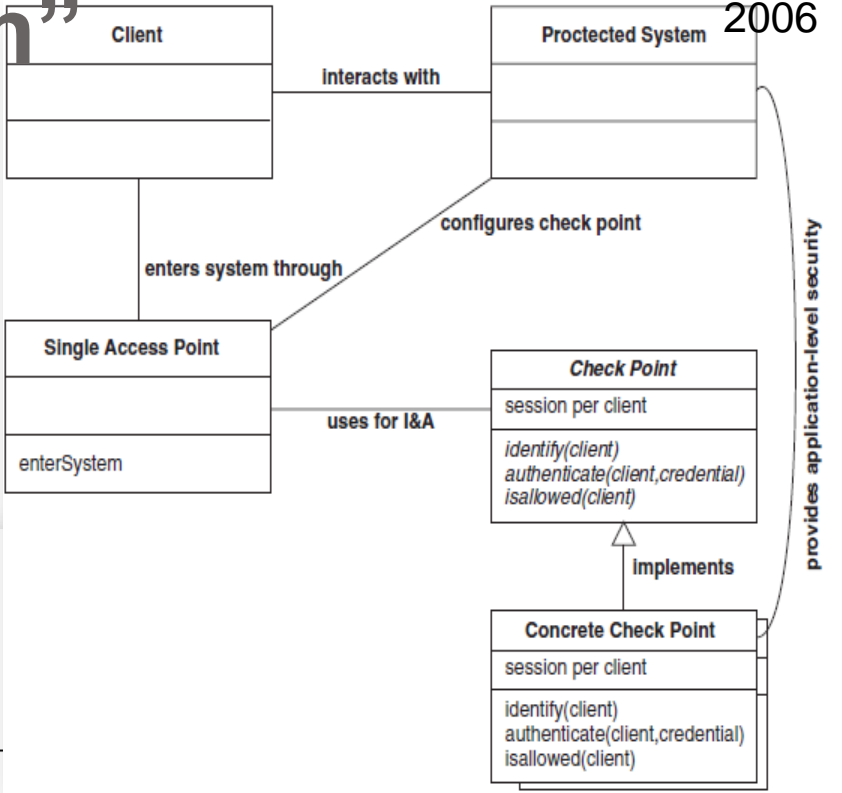 n”
2006
Client
Proctected System
interacts with
configures check point
enters system through
provides application-level security
Single Access Point
enterSystem
uses for I&A
Check Point
session per client
identify(client)
authenticate(client,credential)
isallowed(client)
implements
Concrete Check Point
session per client
identify(client)
authenticate(client,credential)
isallowed(client)